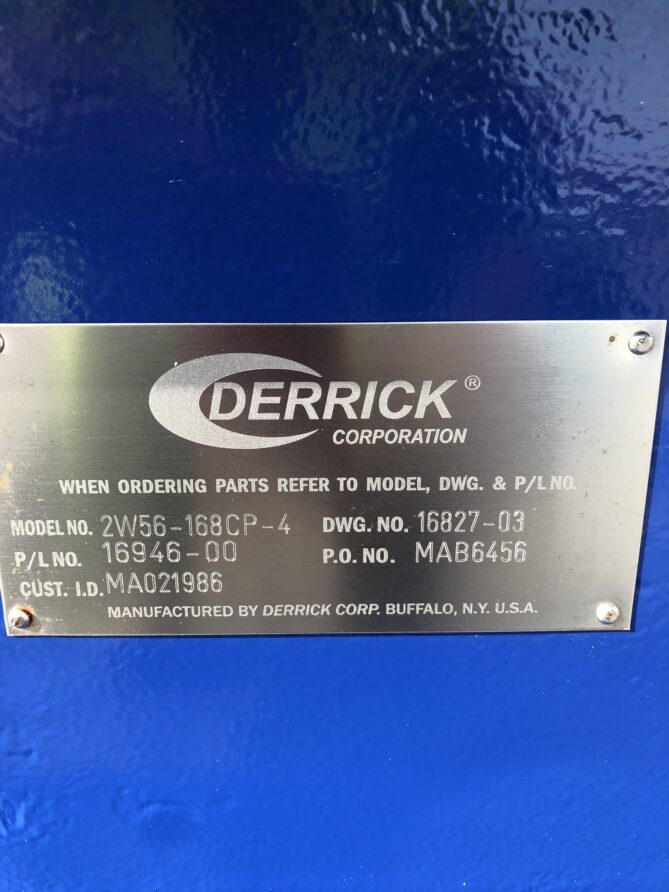 DERRICK ®
CORPORATION
WHEN ORDERING PARTS REFER TO MODEL, DWG. & P/L NO.
MODEL NO. 2W56-168CP-4 DWG. NO. 16827-03
P/L NO. 16946-00 P.O. NO. MAB6456
CUST. I.D. MA021986
MANUFACTURED BY DERRICK CORP. BUFFALO, N.Y. U.S.A.